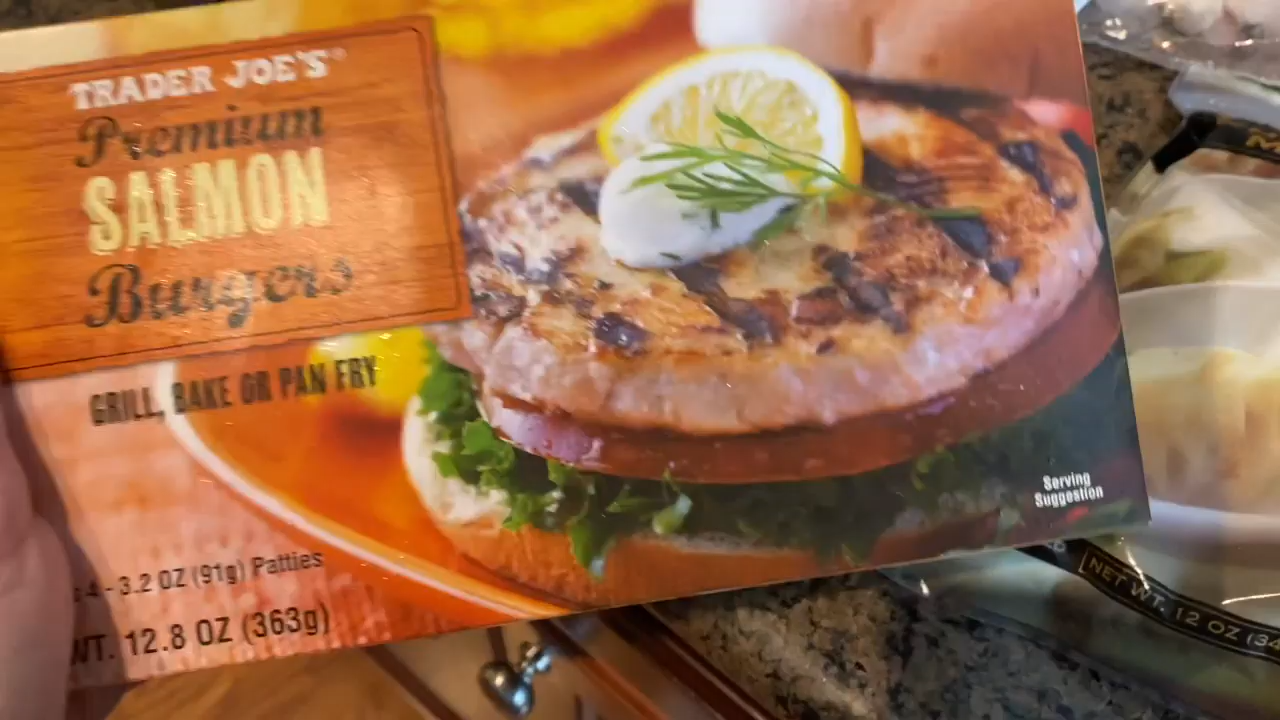 TRADER JOE'S
Premium
SALMON
Burgers
GRILL, BAKE OR PAN FRY
4 - 3.2 OZ (91g) Patties
WT. 12.8 OZ (363g)
Serving
Suggestion
NET WT. 12 OZ (34